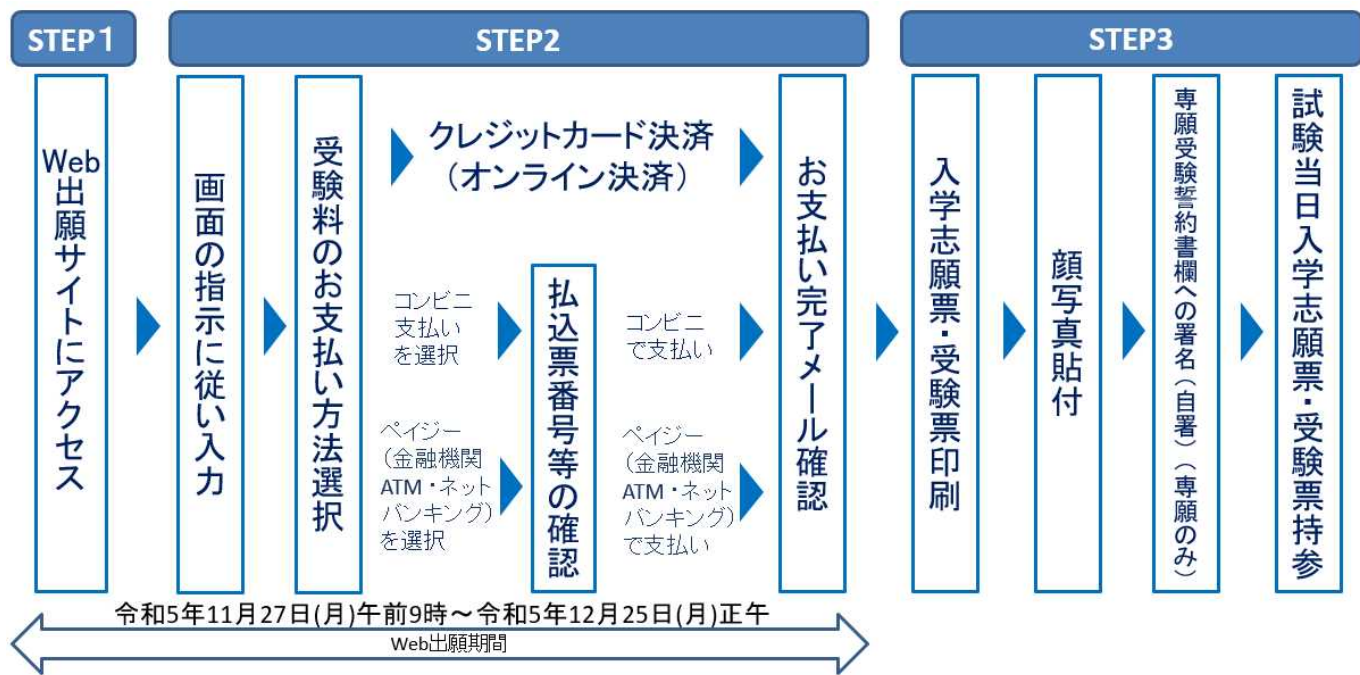 STEP1
STEP2
STEP3
Web出願サイトにアクセス
画面の指示に従い入力
受験料のお支払い方法選択
クレジットカード決済
（オンライン決済）
コンビニ
支払い
を選択
ペイジー
（金融機関
ATM・ネット
バンキング）
を選択
払込票番号等の確認
コンビニ
で支払い
ペイジー
（金融機関
ATM・ネット
バンキング）
で支払い
お支払い完了メール確認
入学志願票・受験票印刷
顔写真貼付
専願受験誓約書欄への署名（自署）（専願のみ）
試験当日入学志願票・受験票持参
令和5年11月27日(月)午前9時～令和5年12月25日(月)正午
Web出願期間